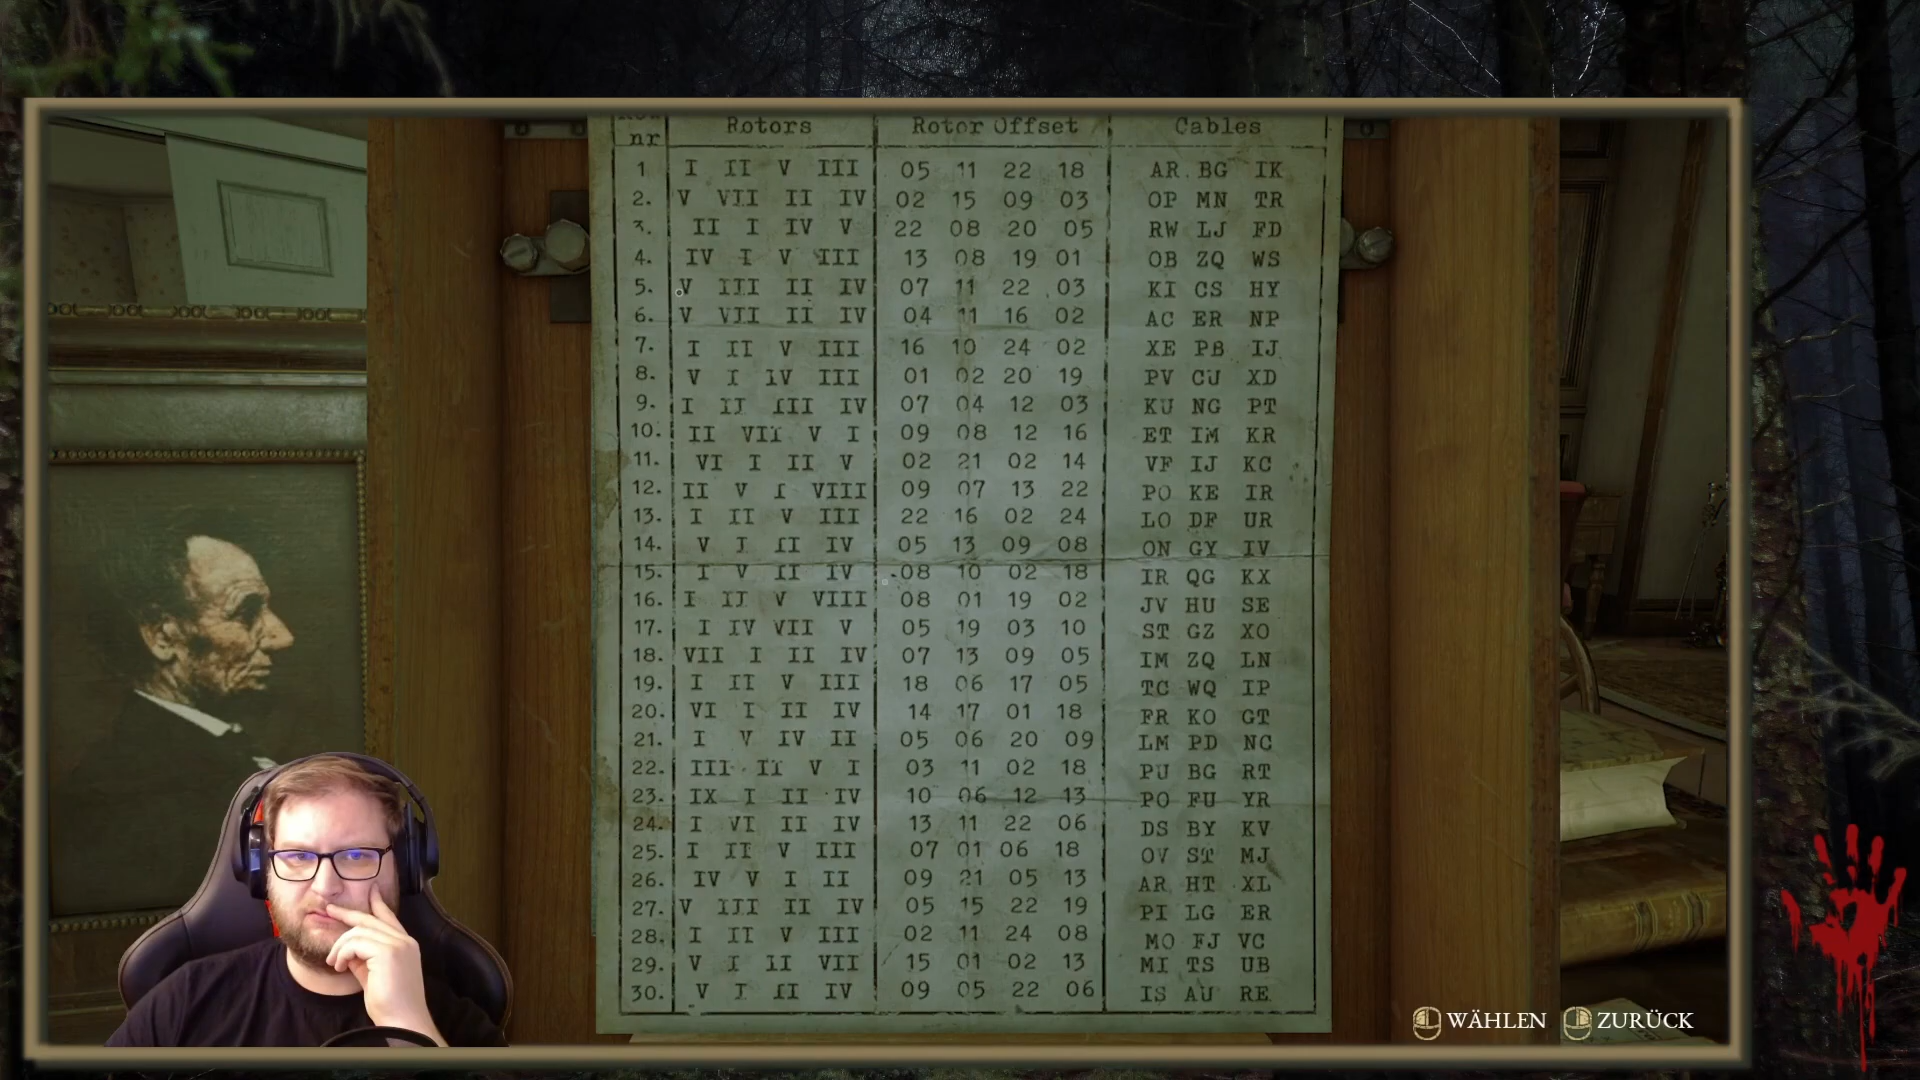 nr Rotors Rotor Offset Cables
1 I II V III 05 11 22 18 AR BG IK
2. V VII II IV 02 15 09 03 OP MN TR
3. II I IV V 22 08 20 05 RW LJ FD
4. IV I V III 13 08 19 01 OB ZQ WS
5. V III II IV 07 11 22 03 KI CS HY
6. V VII II IV 04 11 16 02 AC ER NP
7. I II V III 16 10 24 02 XE PB IJ
8. V I IV III 01 02 20 19 PV CU XD
9. I II III IV 07 04 12 03 KU NG PT
10. II VII V I 09 08 12 16 ET IM KR
11. VI I II V 02 21 02 14 VF IJ KC
12. II V I VIII 09 07 13 22 PO KE IR
13. I II V III 22 16 02 24 LO DF UR
14. V I II IV 05 13 09 08 ON GY IV
15. I V II IV 08 10 02 18 IR QG KX
16. I II V VIII 08 01 19 02 JV HU SE
17. I IV VII V 05 19 03 10 ST GZ XO
18. VII I II IV 07 13 09 05 IM ZQ LN
19. I II V III 18 06 17 05 TC WQ IP
20. VI I II IV 14 17 01 18 FR KO GT
21. I V IV II 05 06 20 09 LM PD NC
22. III II V I 03 11 02 18 PU BG RT
23. IX I II IV 10 06 12 13 PO FU YR
24. I VI II IV 13 11 22 06 DS BY KV
25. I II V III 07 01 06 18 OV ST MJ
26. IV V I II 09 21 05 13 AR HT XL
27. V III II IV 05 15 22 19 PI LG ER
28. I II V III 02 11 24 08 MO FJ VC
29. V I II VII 15 01 02 13 MI TS UB
30. V I II IV 09 05 22 06 IS AU RE
WÄHLEN ZURÜCK